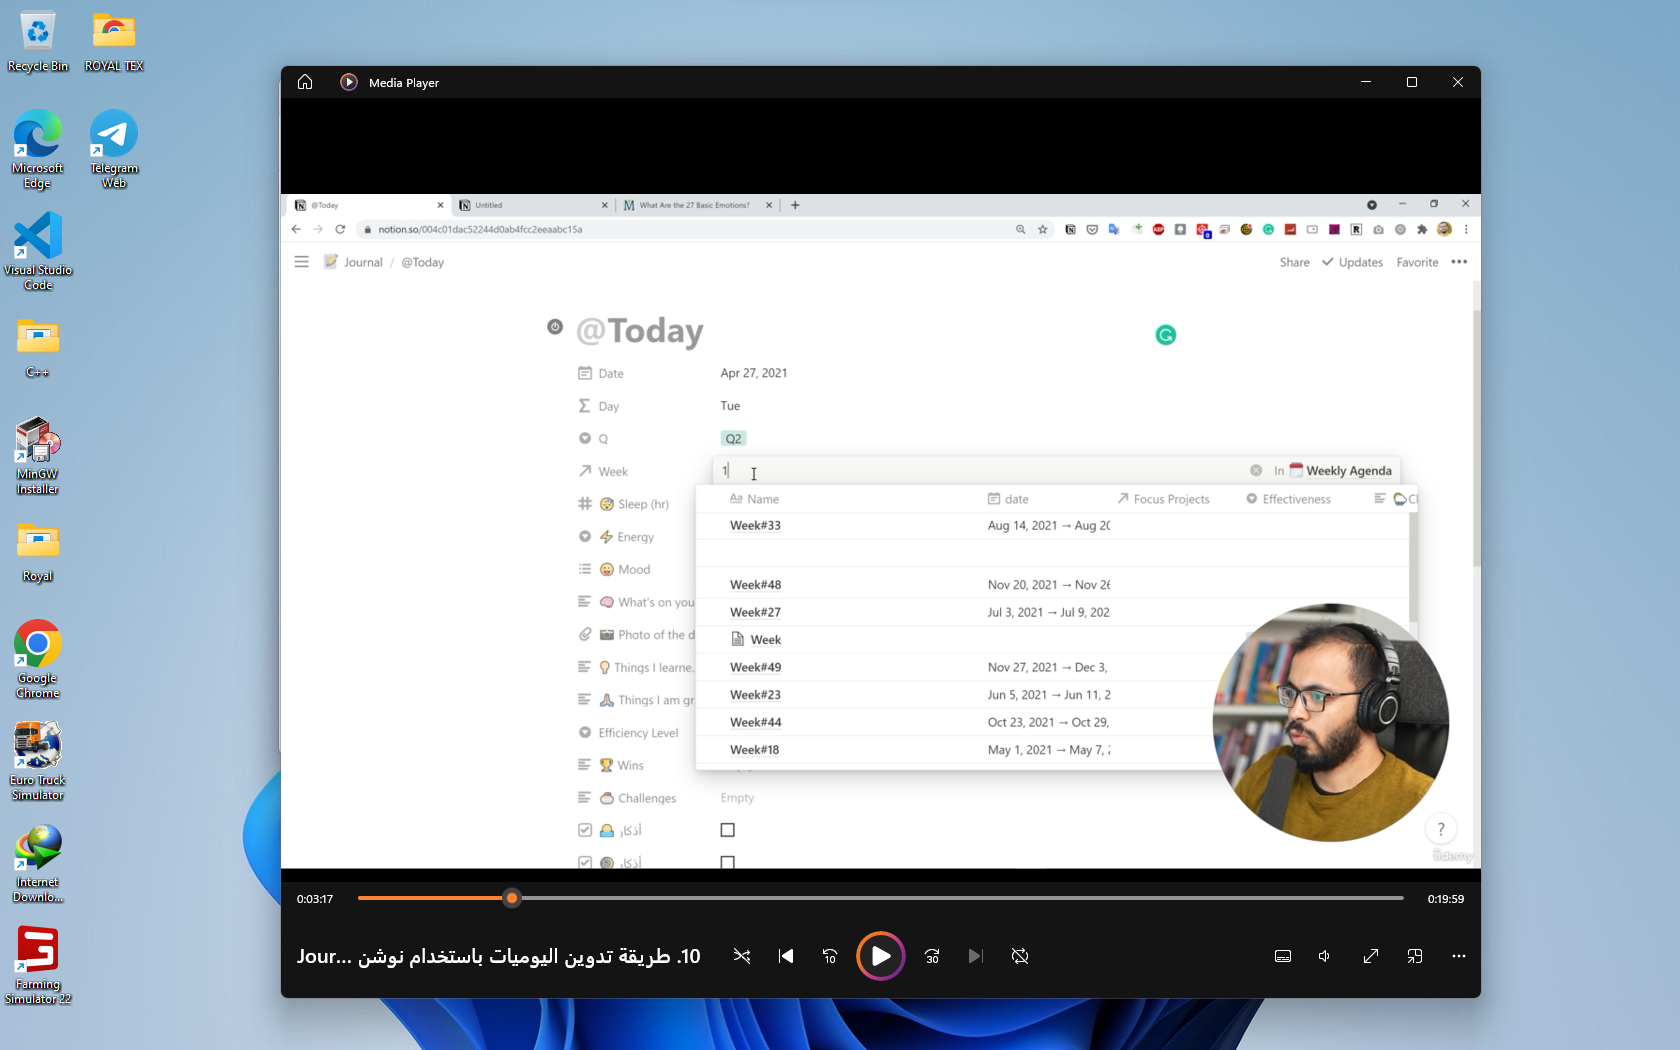 Recycle Bin
ROYAL TEX
Microsoft Edge
Telegram Web
Visual Studio Code
C++
MinGW Installer
Royal
Google Chrome
Euro Truck Simulator
Internet Downlo...
Farming Simulator 22
Media Player
@Today
Untitled
What Are the 27 Basic Emotions?
notion.so/004c01dac52244d0ab4fcc2eeaabc15a
Journal / @Today
Share
Updates
Favorite
@Today
Date Apr 27, 2021
Day Tue
Q Q2
Week 1 In Weekly Agenda
Name date Focus Projects Effectiveness
Week#33 Aug 14, 2021 → Aug 20
Week#48 Nov 20, 2021 → Nov 26
Week#27 Jul 3, 2021 → Jul 9, 202
Week
Week#49 Nov 27, 2021 → Dec 3,
Week#23 Jun 5, 2021 → Jun 11, 2
Week#44 Oct 23, 2021 → Oct 29,
Week#18 May 1, 2021 → May 7,
Sleep (hr)
Energy
Mood
What's on you
Photo of the d
Things I learne.
Things I am gr
Efficiency Level
Wins
Challenges Empty
أذكار
أذكار
?
ûdemy
0:03:17
0:19:59
10. طريقة تدوين اليوميات باستخدام نوشن Jour...
10
30